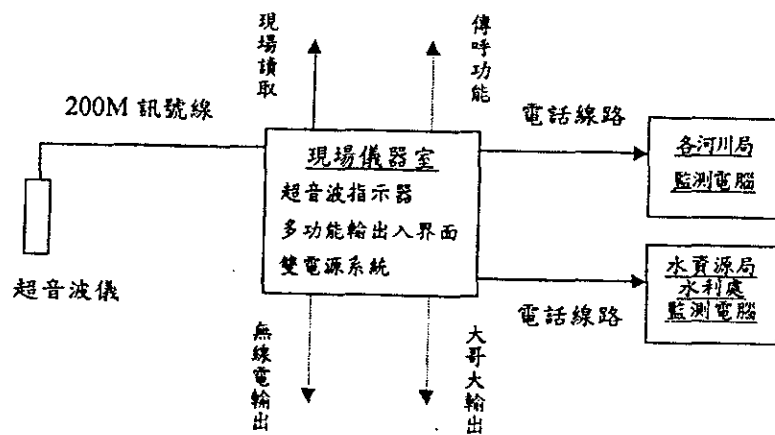 現場讀取
傳呼功能
200M 訊號線
電話線路
現場儀器室
超音波指示器
多功能輸出入界面
雙電源系統
各河川局
監測電腦
超音波儀
水資源局
水利處
監測電腦
電話線路
無線電輸出
大哥大輸出